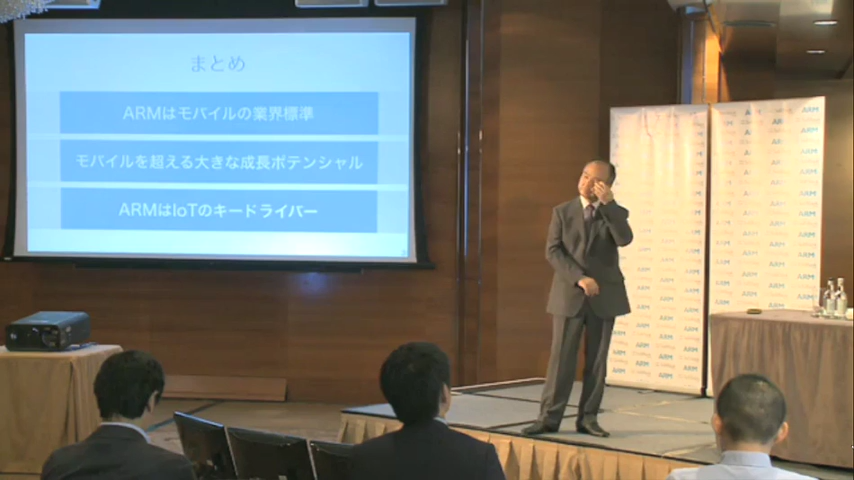 まとめ
ARMはモバイルの業界標準
モバイルを超える大きな成長ポテンシャル
ARMはIoTのキードライバー
ARM